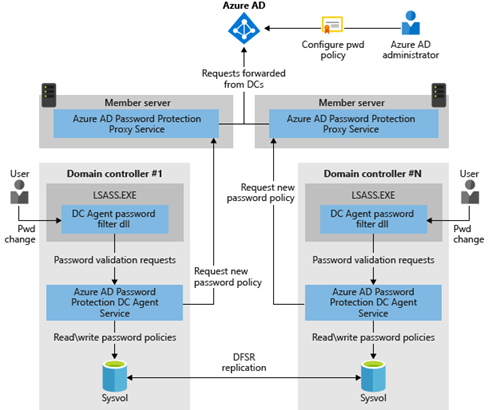 Azure AD
Configure pwd
policy
Azure AD
administrator
Requests forwarded
from DCs
Member server
Azure AD Password Protection
Proxy Service
Member server
Azure AD Password Protection
Proxy Service
User
Pwd
change
Domain controller #1
LSASS.EXE
DC Agent password
filter dll
Password validation requests
Azure AD Password
Protection DC Agent
Service
Read\write password policies
Sysvol
Request new
password policy
Request new
password policy
DFSR
replication
Domain controller #N
LSASS.EXE
DC Agent password
filter dll
Password validation requests
Azure AD Password
Protection DC Agent
Service
Read\write password policies
Sysvol
User
Pwd
change